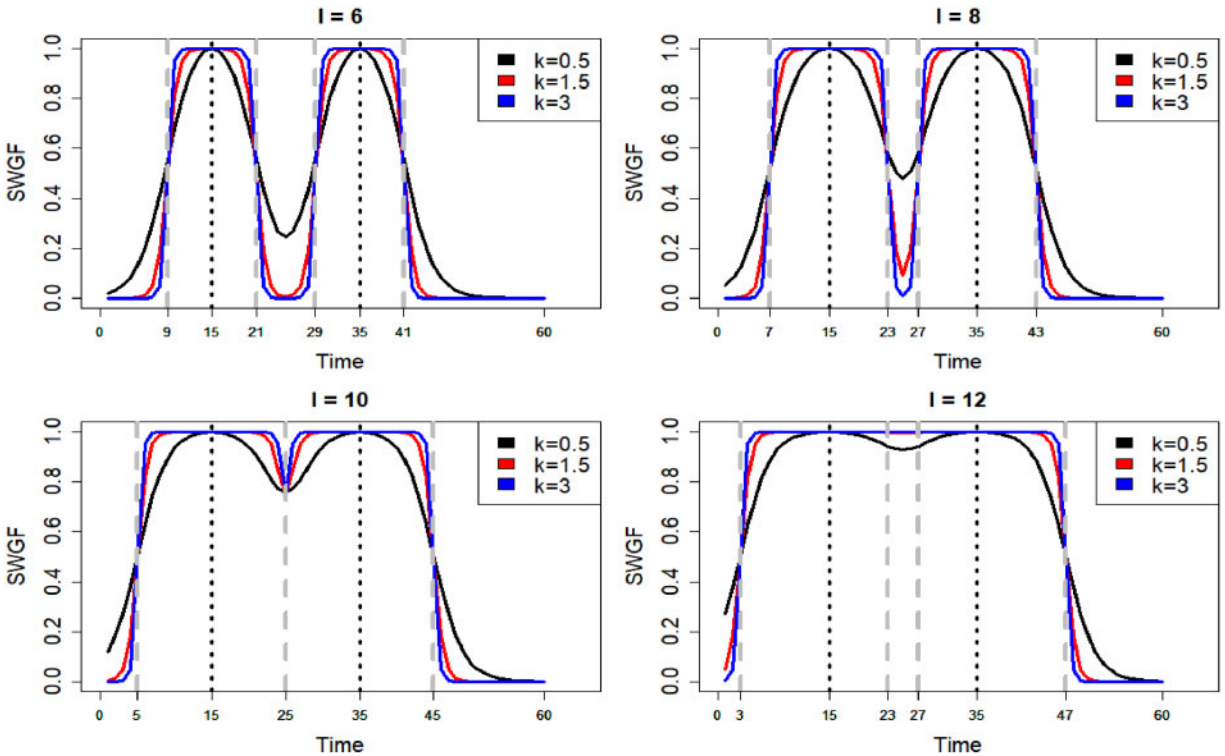 l = 6
SWGF
1.0
0.8
0.6
0.4
0.2
0.0
k=0.5
k=1.5
k=3
0 9 15 21 29 35 41 60
Time
l = 8
SWGF
1.0
0.8
0.6
0.4
0.2
0.0
k=0.5
k=1.5
k=3
0 7 15 23 27 35 43 60
Time
l = 10
SWGF
1.0
0.8
0.6
0.4
0.2
0.0
k=0.5
k=1.5
k=3
0 5 15 25 35 45 60
Time
l = 12
SWGF
1.0
0.8
0.6
0.4
0.2
0.0
k=0.5
k=1.5
k=3
0 3 15 23 27 35 47 60
Time